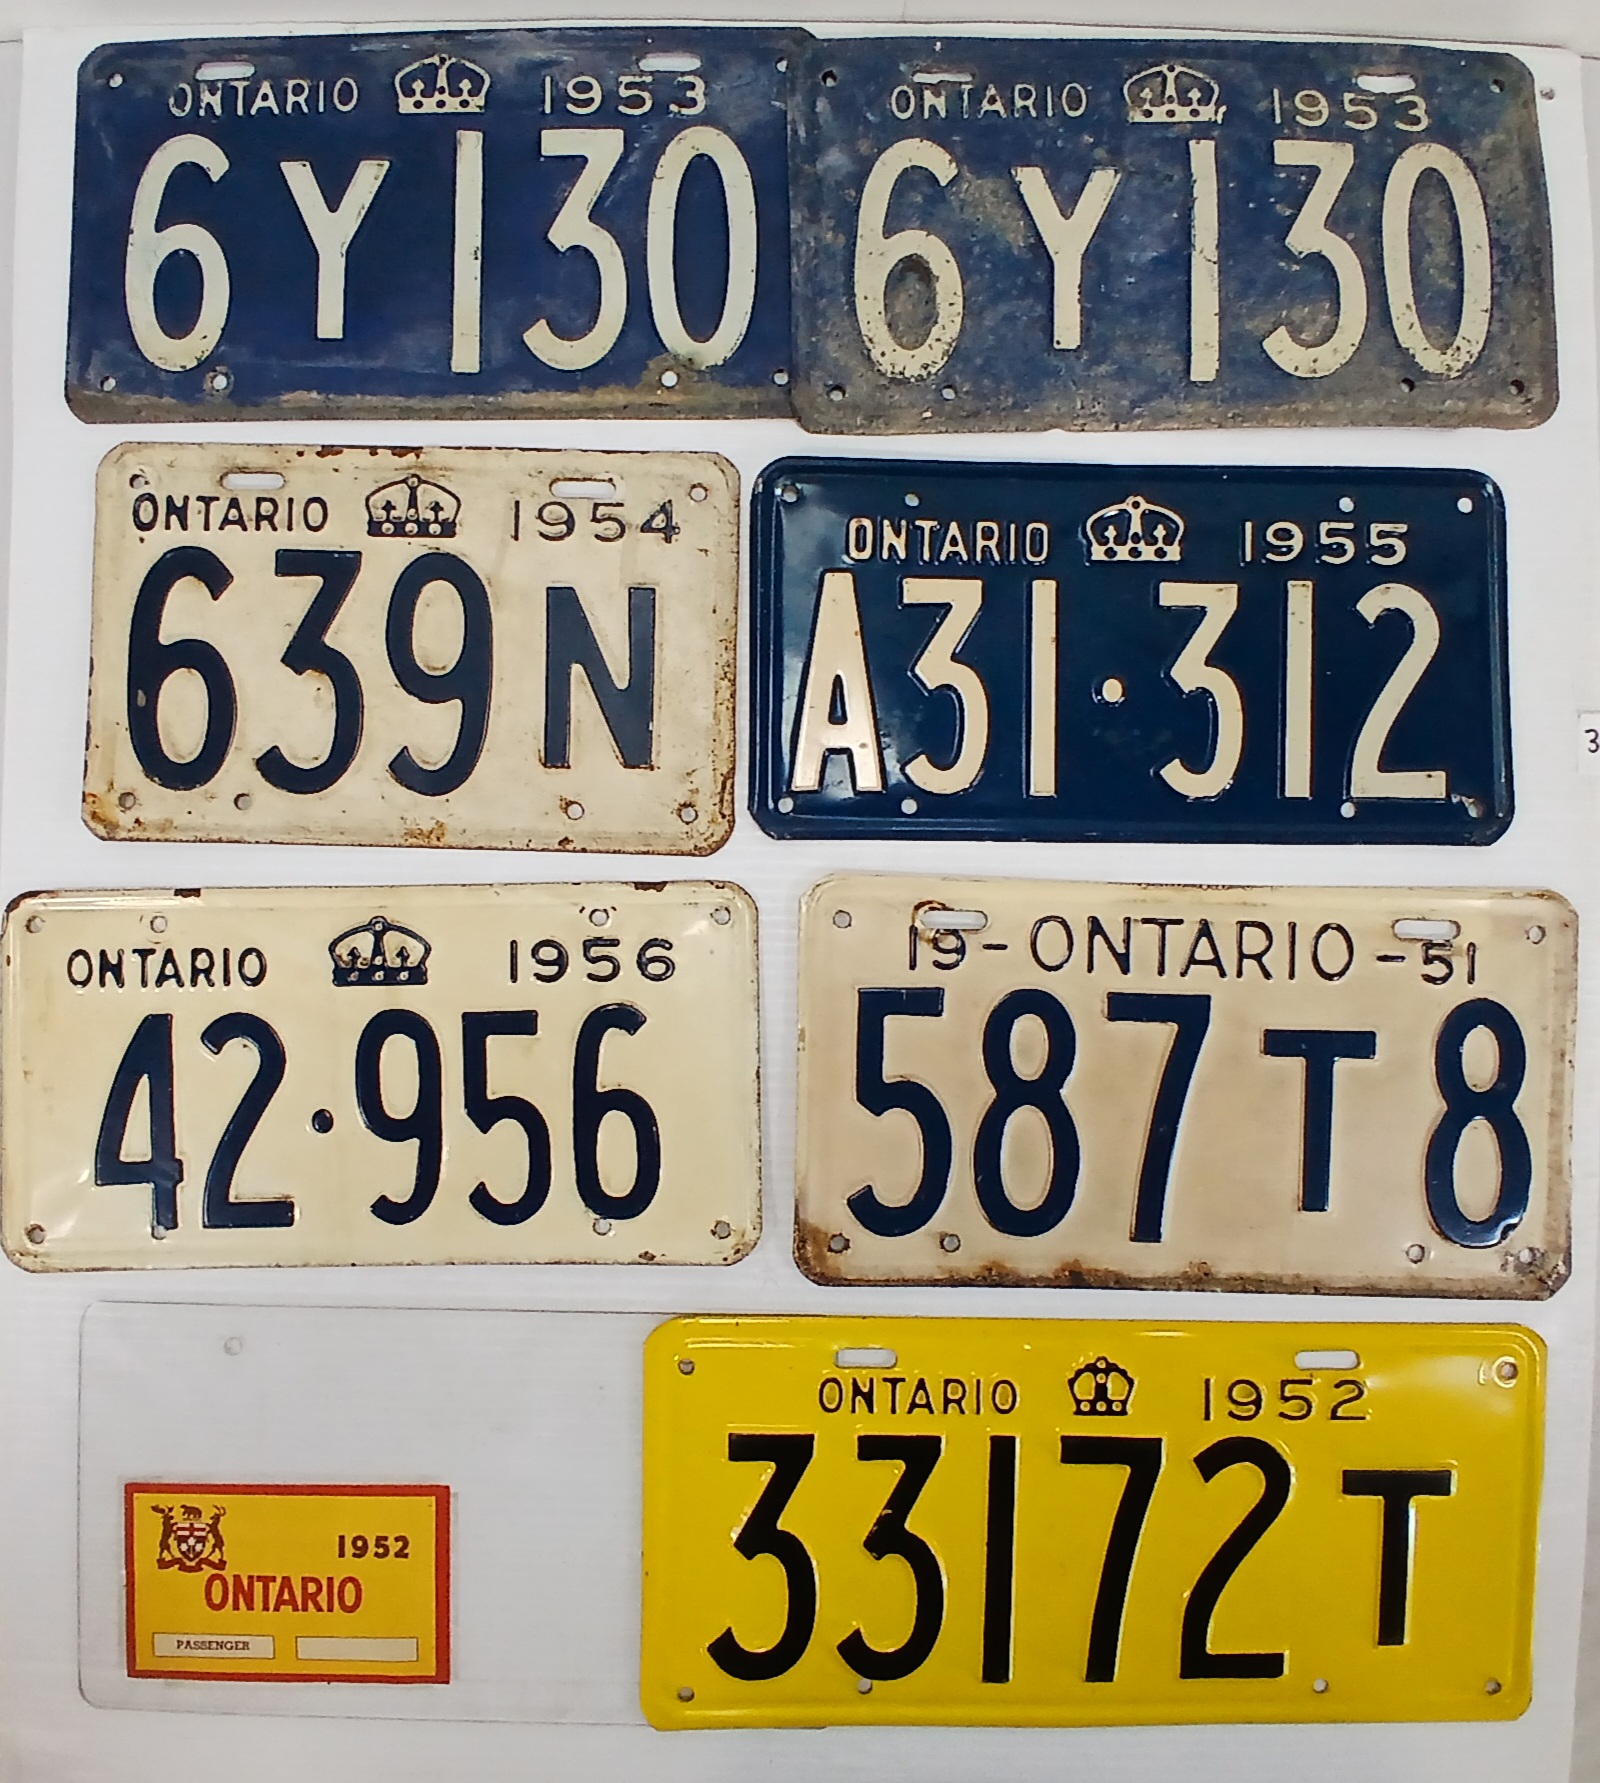 ONTARIO 1953
6Y130
ONTARIO 1953
6Y130
ONTARIO 1954
639N
ONTARIO 1955
A31·312
ONTARIO 1956
42·956
19-ONTARIO-51
587T8
1952
ONTARIO
PASSENGER
ONTARIO 1952
33172T
3